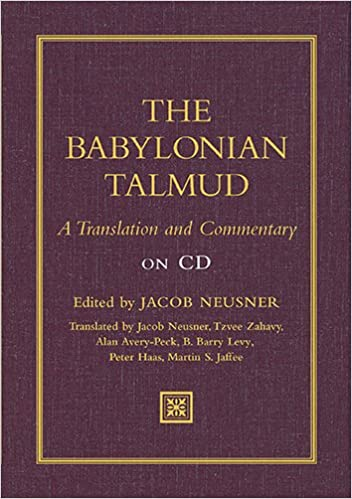 THE
BABYLONIAN
TALMUD
A Translation and Commentary
ON CD
Edited by JACOB NEUSNER
Translated by Jacob Neusner, Tzvee Zahavy,
Alan Avery-Peck, B. Barry Levy,
Peter Haas, Martin S. Jaffee